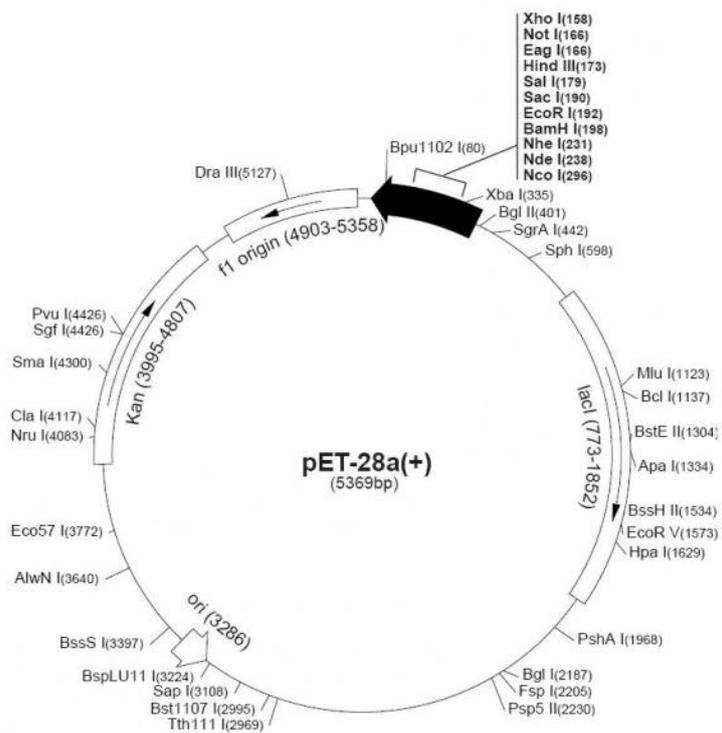 Xho I(158)
Not I(166)
Eag I(166)
Hind III(173)
Sal I(179)
Sac I(190)
EcoR I(192)
BamH I(198)
Nhe I(231)
Nde I(238)
Nco I(296)
Bpu1102 I(80)
Dra III(5127)
Xba I(335)
Bgl II(401)
SgrA I(442)
Sph I(598)
f1 origin (4903-5358)
Pvu I(4426)
Sgf I(4426)
Sma I(4300)
Kan (3995-4807)
Cla I(4117)
Nru I(4083)
Mlu I(1123)
Bcl I(1137)
BstE II(1304)
Apa I(1334)
lacI (773-1852)
BssH II(1534)
EcoR V(1573)
Hpa I(1629)
pET-28a(+)
(5369bp)
Eco57 I(3772)
AlwN I(3640)
ori (3286)
BssS I(3397)
BspLU11 I(3224)
Sap I(3108)
Bst1107 I(2995)
Tth111 I(2969)
PshA I(1968)
Bgl I(2187)
Fsp I(2205)
Psp5 II(2230)